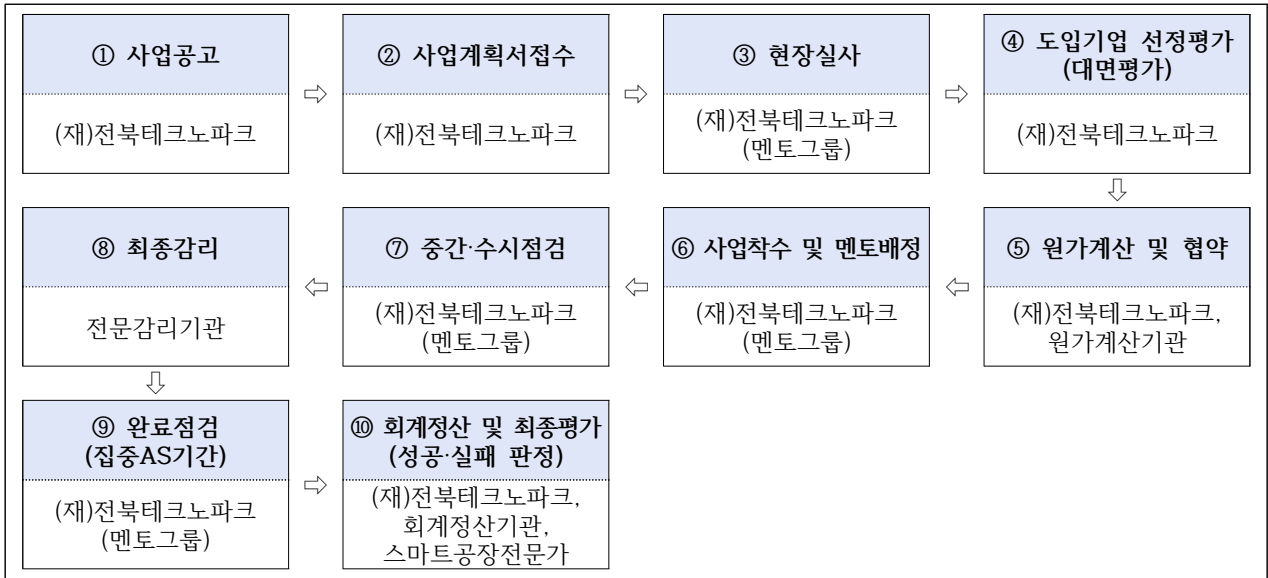 ① 사업공고
(재)전북테크노파크
② 사업계획서접수
(재)전북테크노파크
③ 현장실사
(재)전북테크노파크
(멘토그룹)
④ 도입기업 선정평가
(대면평가)
(재)전북테크노파크
⑤ 원가계산 및 협약
(재)전북테크노파크,
원가계산기관
⑥ 사업착수 및 멘토배정
(재)전북테크노파크
(멘토그룹)
⑦ 중간·수시점검
(재)전북테크노파크
(멘토그룹)
⑧ 최종감리
전문감리기관
⑨ 완료점검
(집중AS기간)
(재)전북테크노파크
(멘토그룹)
⑩ 회계정산 및 최종평가
(성공·실패 판정)
(재)전북테크노파크,
회계정산기관,
스마트공장전문가